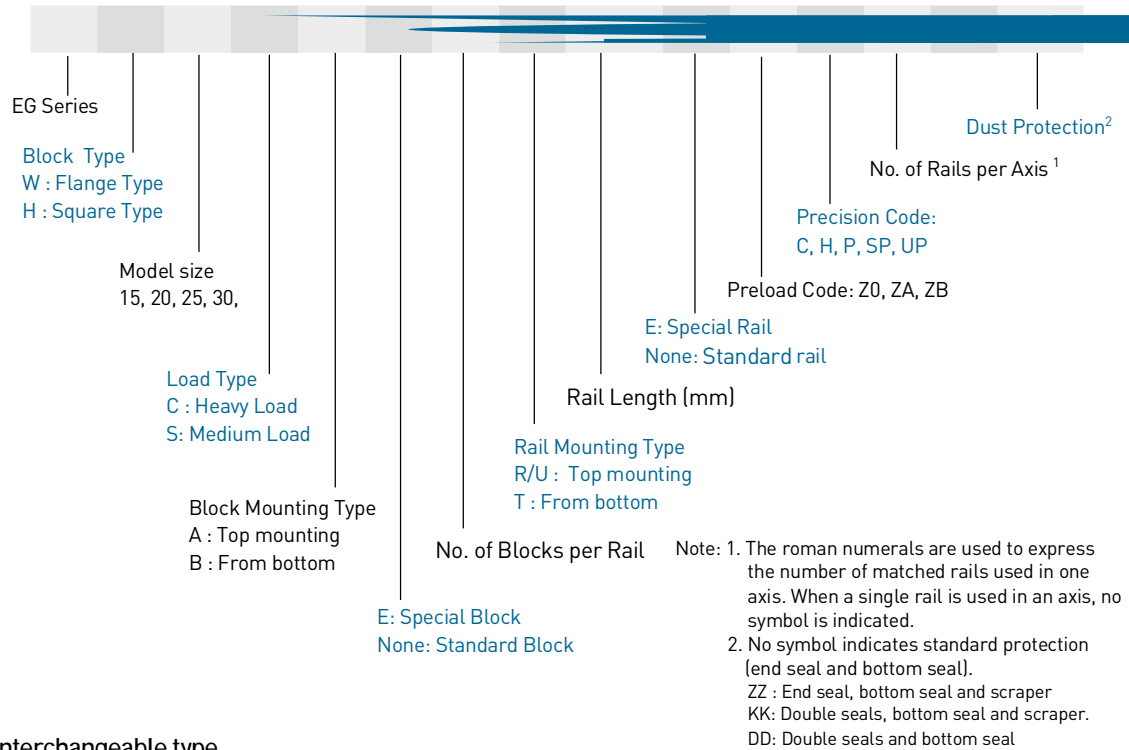 EG Series
Block Type
W : Flange Type
H : Square Type
Model size
15, 20, 25, 30,
Load Type
C : Heavy Load
S: Medium Load
Block Mounting Type
A : Top mounting
B : From bottom
E: Special Block
None: Standard Block
No. of Blocks per Rail
Rail Mounting Type
R/U : Top mounting
T : From bottom
Rail Length (mm)
E: Special Rail
None: Standard rail
Preload Code: Z0, ZA, ZB
Precision Code:
C, H, P, SP, UP
No. of Rails per Axis 1
Dust Protection2
Note: 1. The roman numerals are used to express
the number of matched rails used in one
axis. When a single rail is used in an axis, no
symbol is indicated.
2. No symbol indicates standard protection
(end seal and bottom seal).
ZZ : End seal, bottom seal and scraper
KK: Double seals, bottom seal and scraper.
DD: Double seals and bottom seal
nterchangeable type